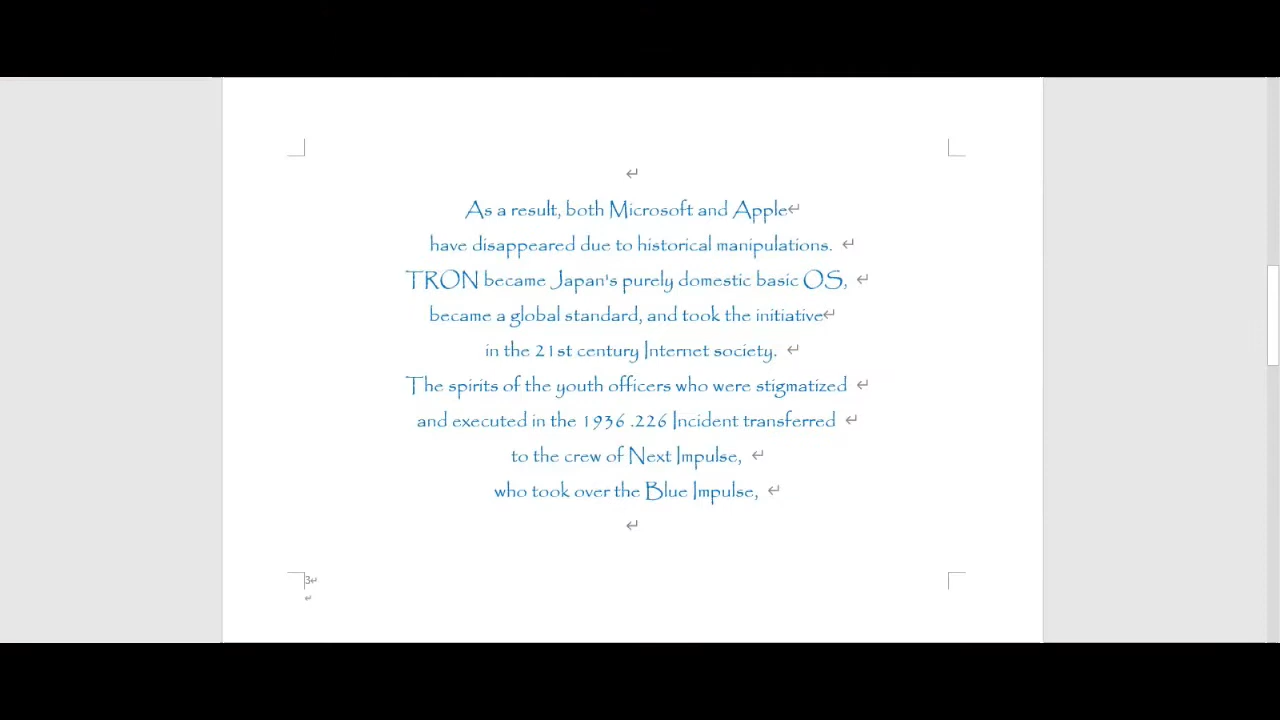 As a result, both Microsoft and Apple
have disappeared due to historical manipulations.
TRON became Japan's purely domestic basic OS,
became a global standard, and took the initiative
in the 21st century Internet society.
The spirits of the youth officers who were stigmatized
and executed in the 1936 .226 Incident transferred
to the crew of Next Impulse,
who took over the Blue Impulse,
3